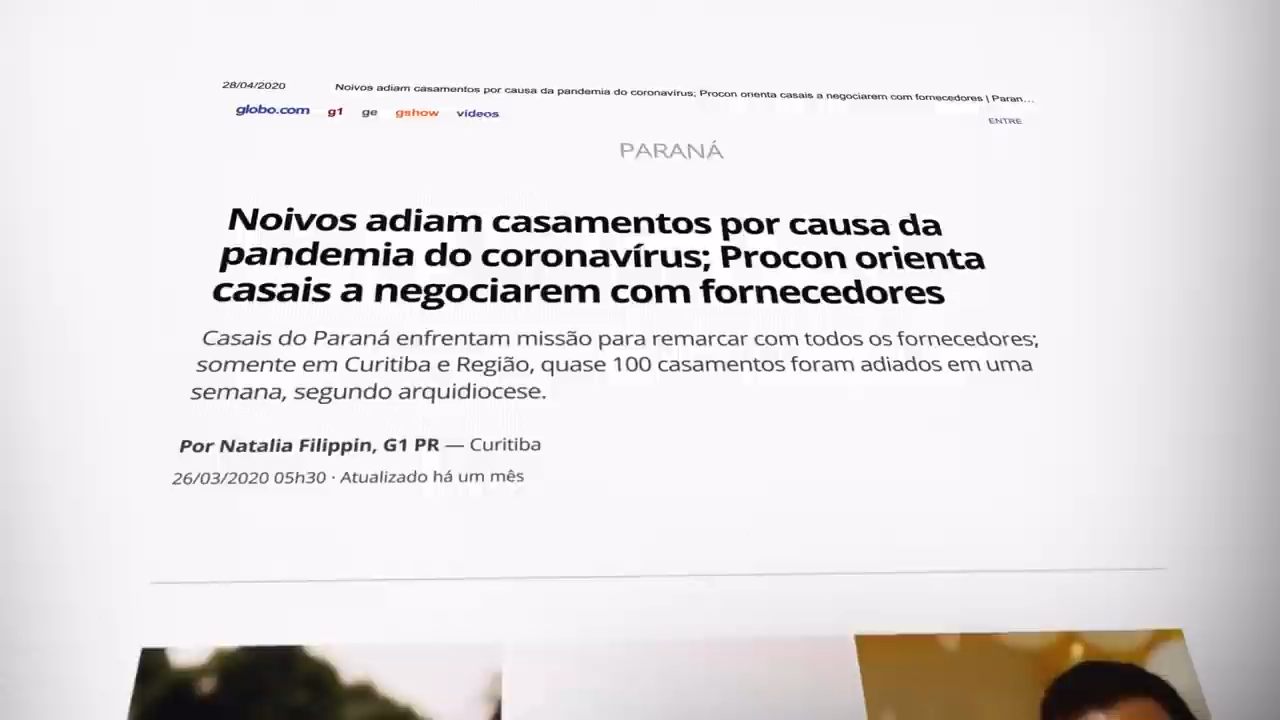 28/04/2020 Noivos adiam casamentos por causa da pandemia do coronavírus; Procon orienta casais a negociarem com fornecedores | Paran...
globo.com g1 ge gshow videos
ENTRE
PARANÁ
Noivos adiam casamentos por causa da
pandemia do coronavírus; Procon orienta
casais a negociarem com fornecedores
Casais do Paraná enfrentam missão para remarcar com todos os fornecedores;
somente em Curitiba e Região, quase 100 casamentos foram adiados em uma
semana, segundo arquidiocese.
Por Natalia Filippin, G1 PR — Curitiba
26/03/2020 05h30 · Atualizado há um mês